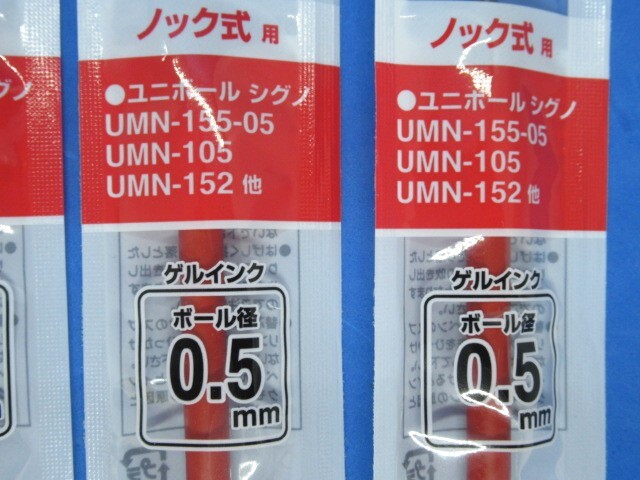 ノック式 用
●ユニボール シグノ
UMN-155-05
UMN-105
UMN-152 他
ゲルインク
ボール径
0.5
mm
ノック式 用
●ユニボール シグノ
UMN-155-05
UMN-105
UMN-152 他
ゲルインク
ボール径
0.5
mm